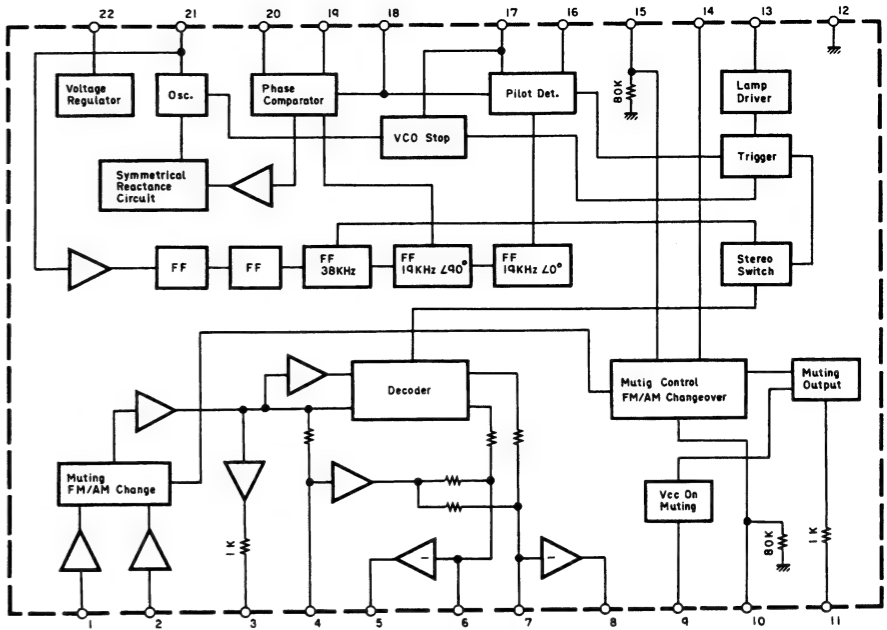 22
21
20
19
18
17
16
15
14
13
12
Voltage
Regulator
Osc.
Phase
Comparator
Pilot Det.
80K
Lamp
Driver
VCO Stop
Trigger
Symmetrical
Reactance
Circuit
FF
FF
FF
38KHz
FF
19KHz ∠90°
FF
19KHz ∠0°
Stereo
Switch
Decoder
Mutig Control
FM/AM Changeover
Muting
Output
Muting
FM/AM Change
Vcc On
Muting
1K
–
–
80K
1K
1
2
3
4
5
6
7
8
9
10
11